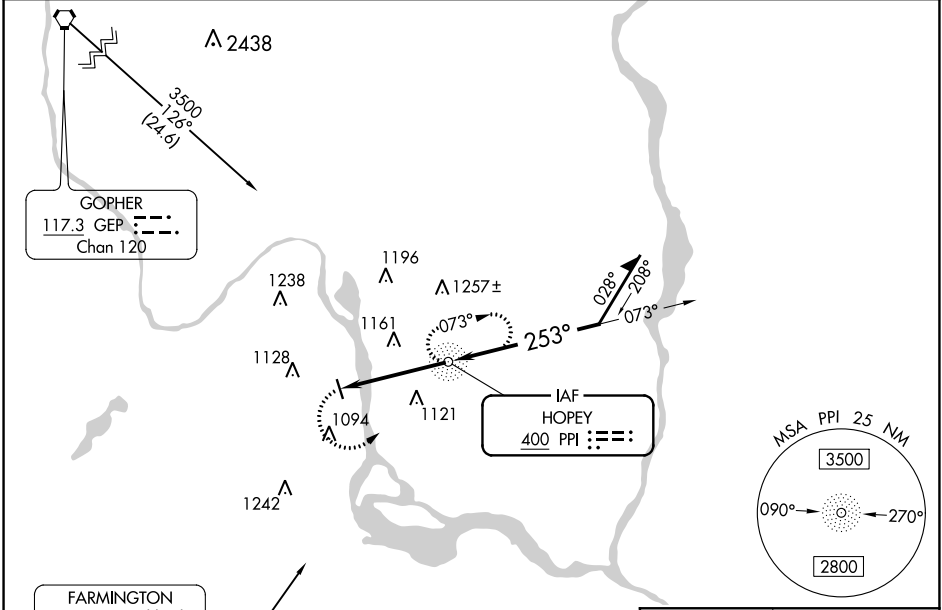 2438
3500
126°
(24.6)
GOPHER
117.3 GEP
Chan 120
1196
1238
1257±
1161
073°
028°
208°
073°
253°
1128
1094
1121
IAF
HOPEY
400 PPI
1242
MSA PPI 25 NM
3500
090°
270°
2800
FARMINGTON